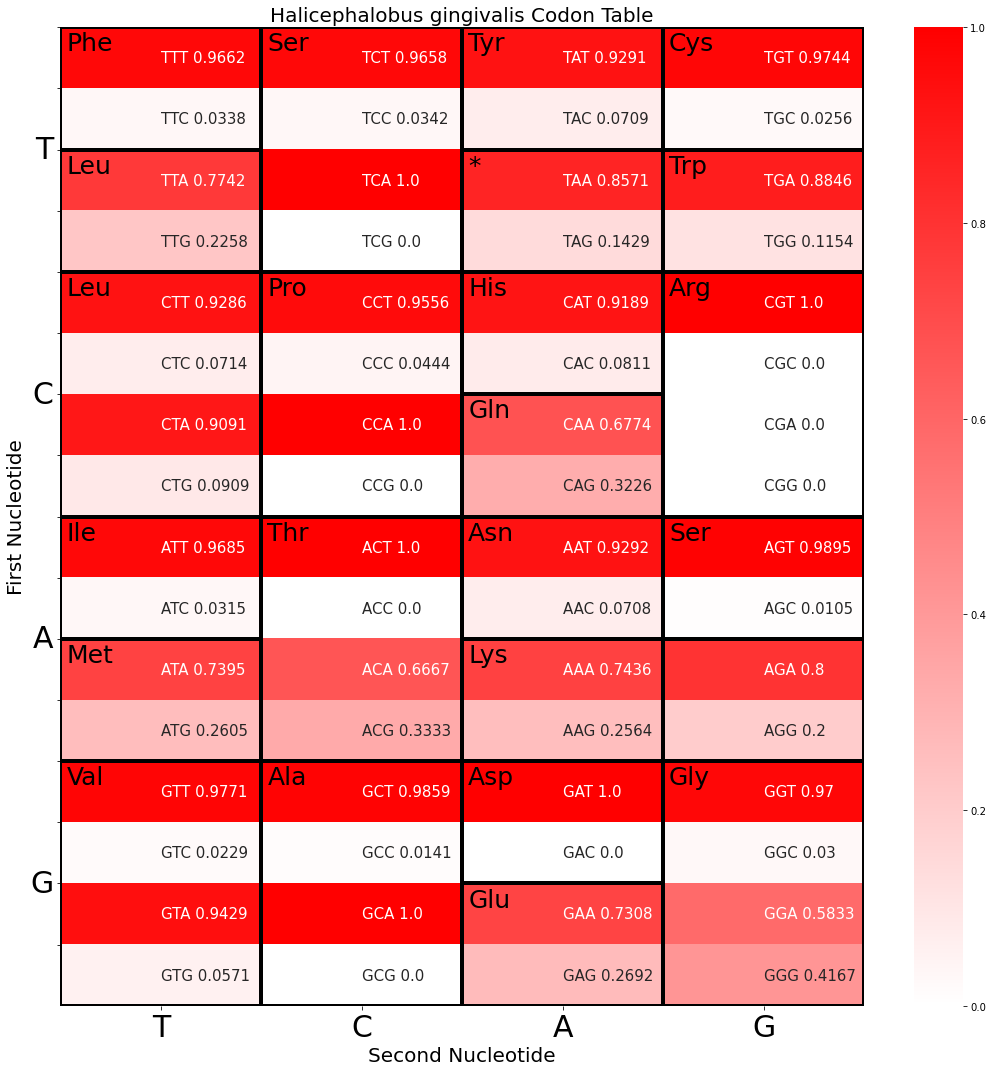 Halicephalobus gingivalis Codon Table
Phe TTT 0.9662 Ser TCT 0.9658 Tyr TAT 0.9291 Cys TGT 0.9744
TTC 0.0338 TCC 0.0342 TAC 0.0709 TGC 0.0256
T
Leu TTA 0.7742 TCA 1.0 * TAA 0.8571 Trp TGA 0.8846
TTG 0.2258 TCG 0.0 TAG 0.1429 TGG 0.1154
Leu CTT 0.9286 Pro CCT 0.9556 His CAT 0.9189 Arg CGT 1.0
CTC 0.0714 CCC 0.0444 CAC 0.0811 CGC 0.0
C
CTA 0.9091 CCA 1.0 Gln CAA 0.6774 CGA 0.0
CTG 0.0909 CCG 0.0 CAG 0.3226 CGG 0.0
First Nucleotide
Ile ATT 0.9685 Thr ACT 1.0 Asn AAT 0.9292 Ser AGT 0.9895
ATC 0.0315 ACC 0.0 AAC 0.0708 AGC 0.0105
A
Met ATA 0.7395 ACA 0.6667 Lys AAA 0.7436 AGA 0.8
ATG 0.2605 ACG 0.3333 AAG 0.2564 AGG 0.2
Val GTT 0.9771 Ala GCT 0.9859 Asp GAT 1.0 Gly GGT 0.97
GTC 0.0229 GCC 0.0141 GAC 0.0 GGC 0.03
G
GTA 0.9429 GCA 1.0 Glu GAA 0.7308 GGA 0.5833
GTG 0.0571 GCG 0.0 GAG 0.2692 GGG 0.4167
T C A G
Second Nucleotide
1.0
0.8
0.6
0.4
0.2
0.0